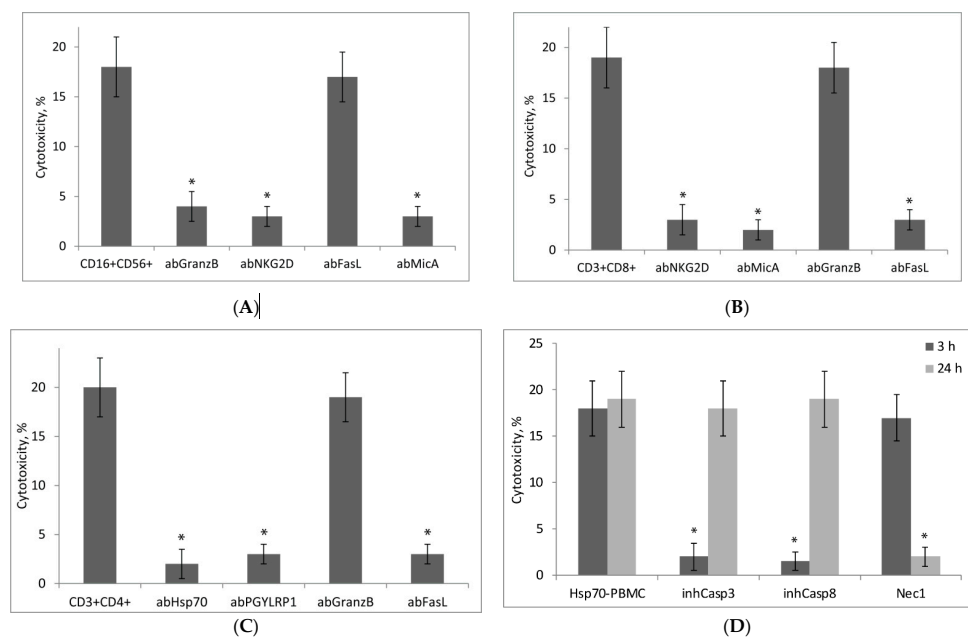 20
15
10
5
0
Cytotoxicity, %
*
*
*
CD16+CD56+ abGranzB abNKG2D abFasL abMicA
(A)
20
15
10
5
0
Cytotoxicity, %
*
*
*
CD3+CD8+ abNKG2D abMicA abGranzB abFasL
(B)
20
15
10
5
0
Cytotoxicity, %
*
*
*
CD3+CD4+ abHsp70 abPGYLRP1 abGranzB abFasL
(C)
25
20
15
10
5
0
Cytotoxicity, %
3 h
24 h
*
*
*
Hsp70-PBMC inhCasp3 inhCasp8 Nec1
(D)